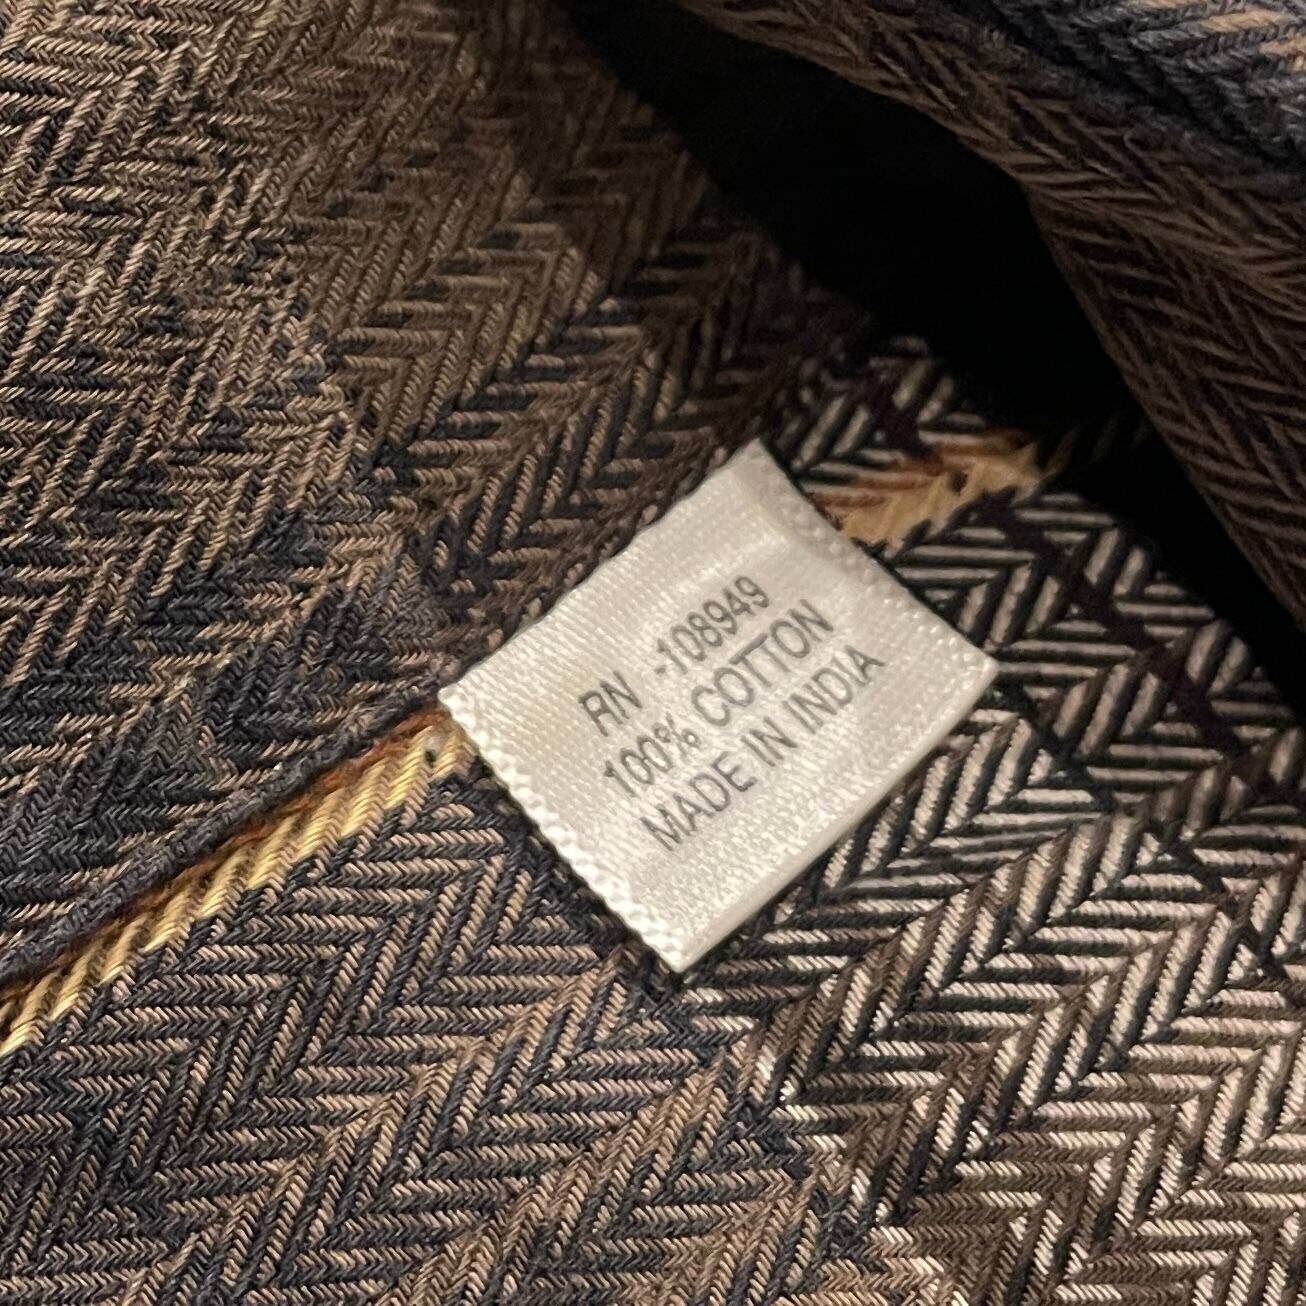 RN -108949
100% COTTON
MADE IN INDIA